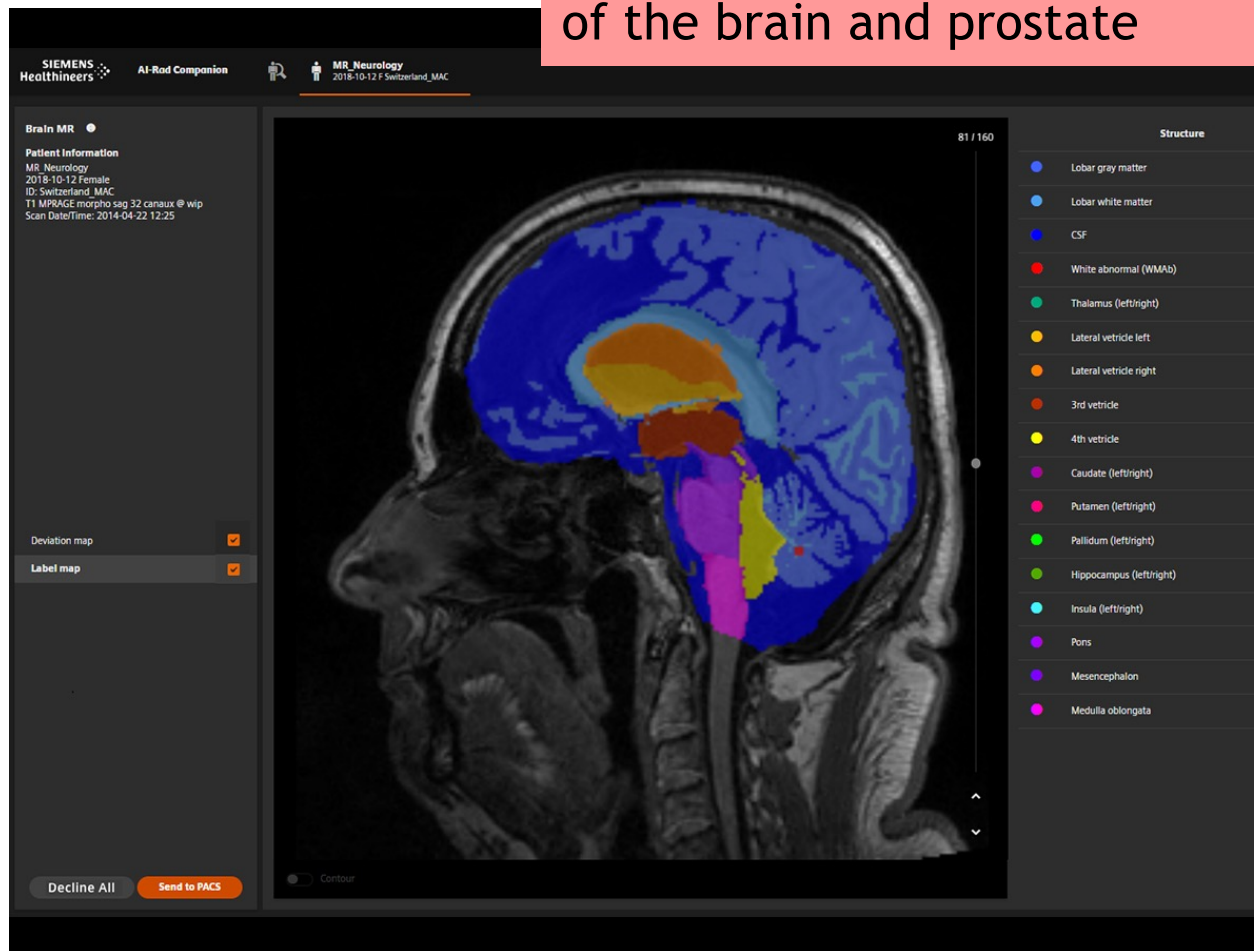 of the brain and prostate
SIEMENS
Healthineers
AI-Rad Companion
MR_Neurology
2018-10-12 F Switzerland_MAC
Brain MR
Patient Information
MR_Neurology
2018-10-12 Female
ID: Switzerland_MAC
T1 MPRAGE morpho sag 32 canaux @ wip
Scan Date/Time: 2014-04-22 12:25
Deviation map
Label map
Decline All
Send to PACS
81 / 160
Contour
Structure
Lobar gray matter
Lobar white matter
CSF
White abnormal (WMAb)
Thalamus (left/right)
Lateral vetricle left
Lateral vetricle right
3rd vetricle
4th vetricle
Caudate (left/right)
Putamen (left/right)
Pallidum (left/right)
Hippocampus (left/right)
Insula (left/right)
Pons
Mesencephalon
Medulla oblongata